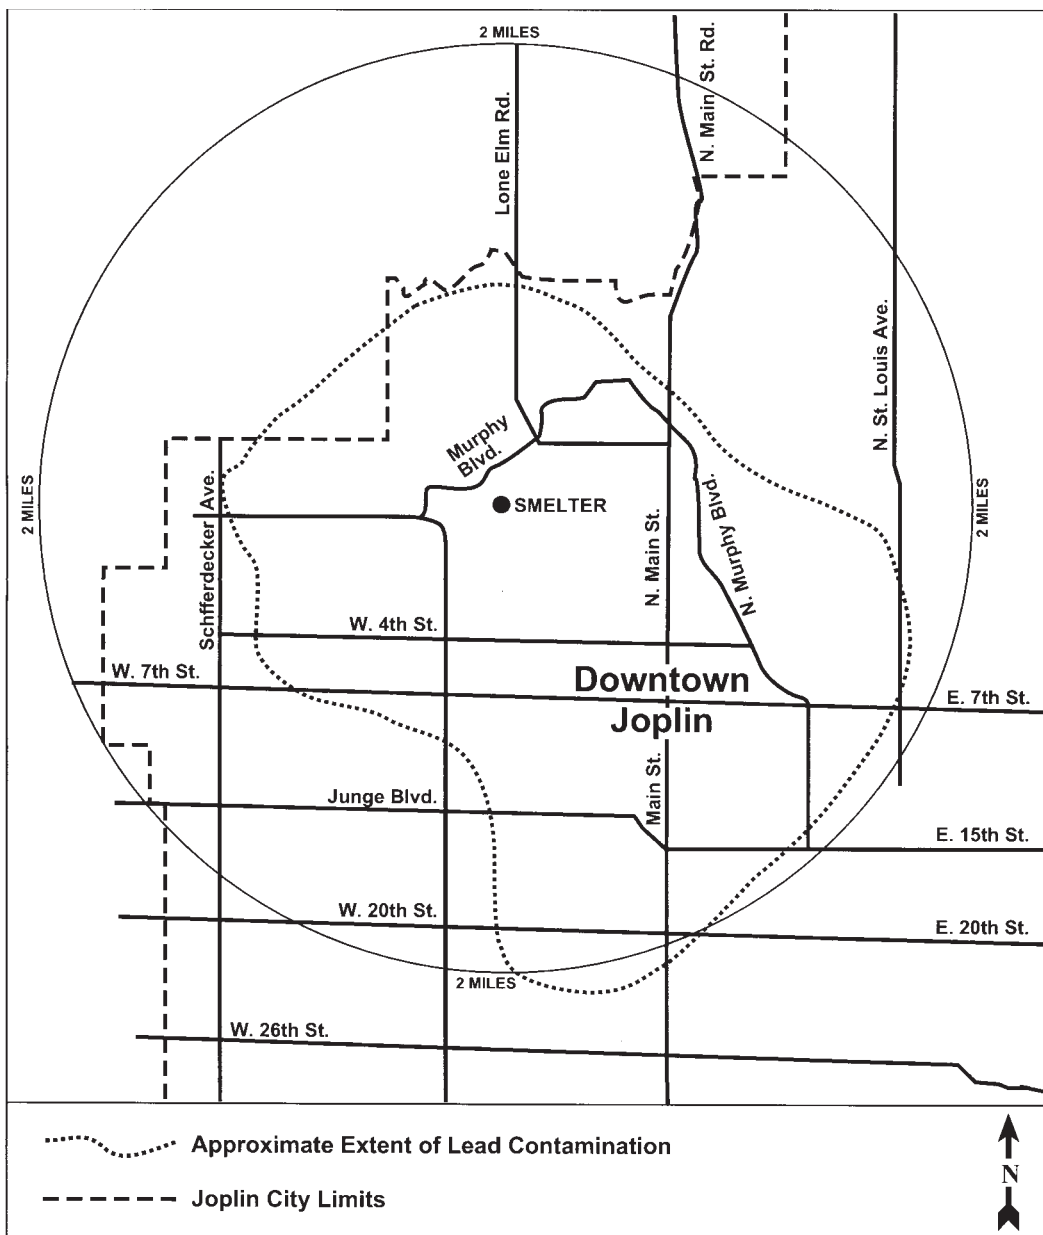 2 MILES
N. Main. St. Rd.
Lone Elm Rd.
N. St. Louis Ave.
Murphy
Blvd.
2 MILES
Schfferdecker Ave.
SMELTER
N. Main St.
N. Murphy Blvd.
2 MILES
W. 4th St.
W. 7th St.
Downtown
Joplin
E. 7th St.
Main St.
Junge Blvd.
E. 15th St.
W. 20th St.
E. 20th St.
2 MILES
W. 26th St.
Approximate Extent of Lead Contamination
Joplin City Limits
N